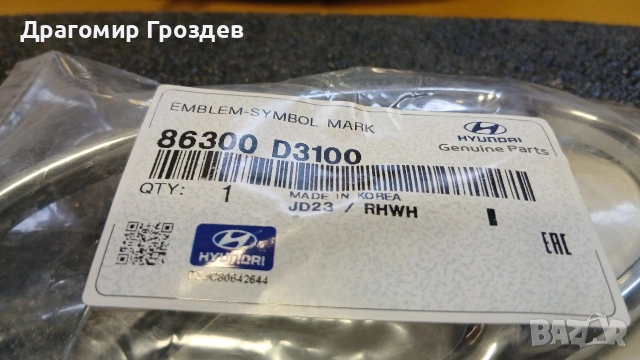 Драгомир Гроздев
EMBLEM-SYMBOL MARK
86300 D3100
HYUNDAI
Genuine Parts
QTY: 1
MADE IN KOREA
JD23 / RHWH
HYUNDAI
EAC
BAZAR